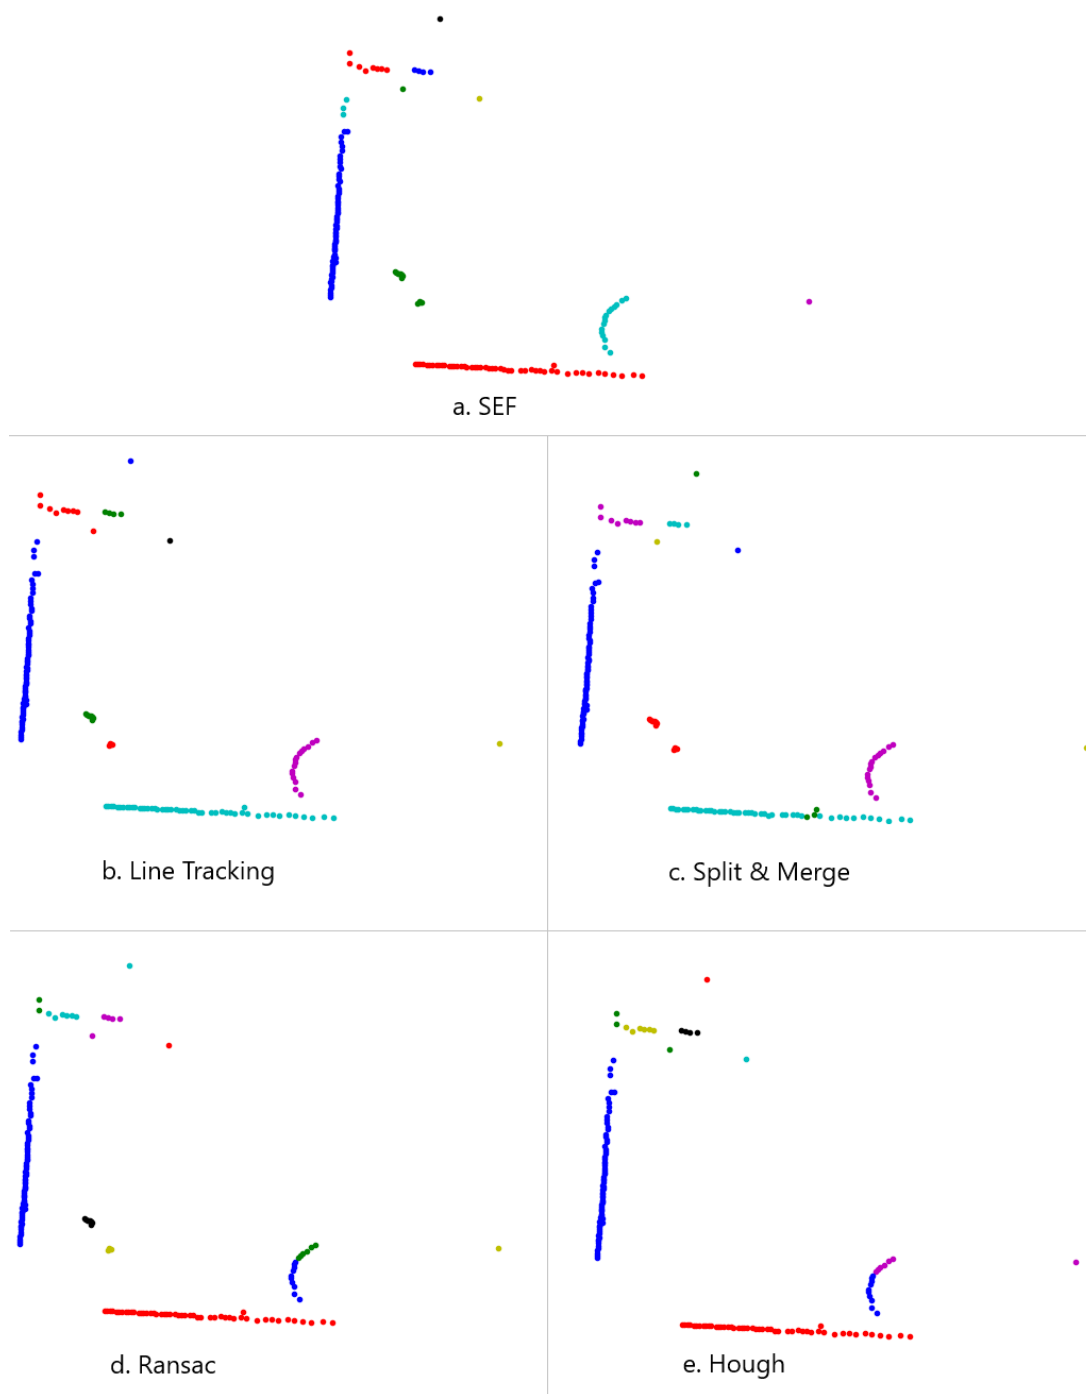 a. SEF
b. Line Tracking
c. Split & Merge
d. Ransac
e. Hough